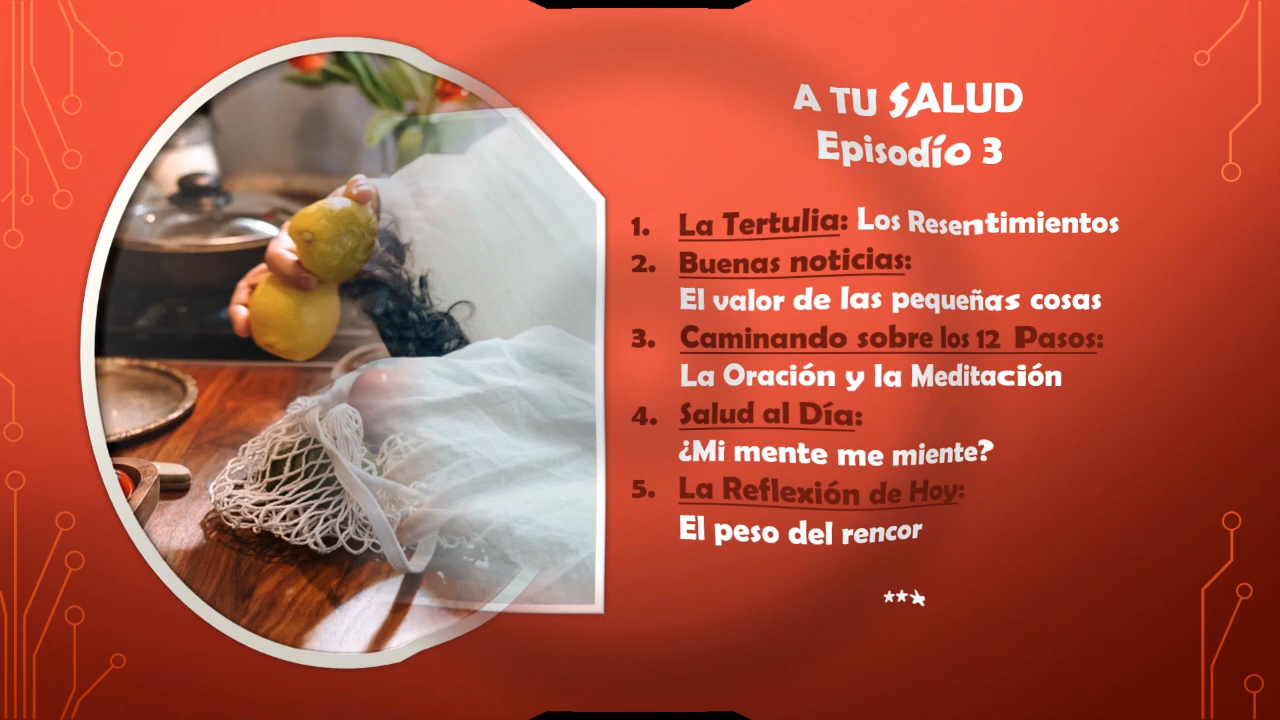 A TU SALUD
Episodío 3
1. La Tertulia: Los Resentimientos
2. Buenas noticias:
El valor de las pequeñas cosas
3. Caminando sobre los 12 Pasos:
La Oración y la Meditación
4. Salud al Día:
¿Mi mente me miente?
5. La Reflexión de Hoy:
El peso del rencor
***